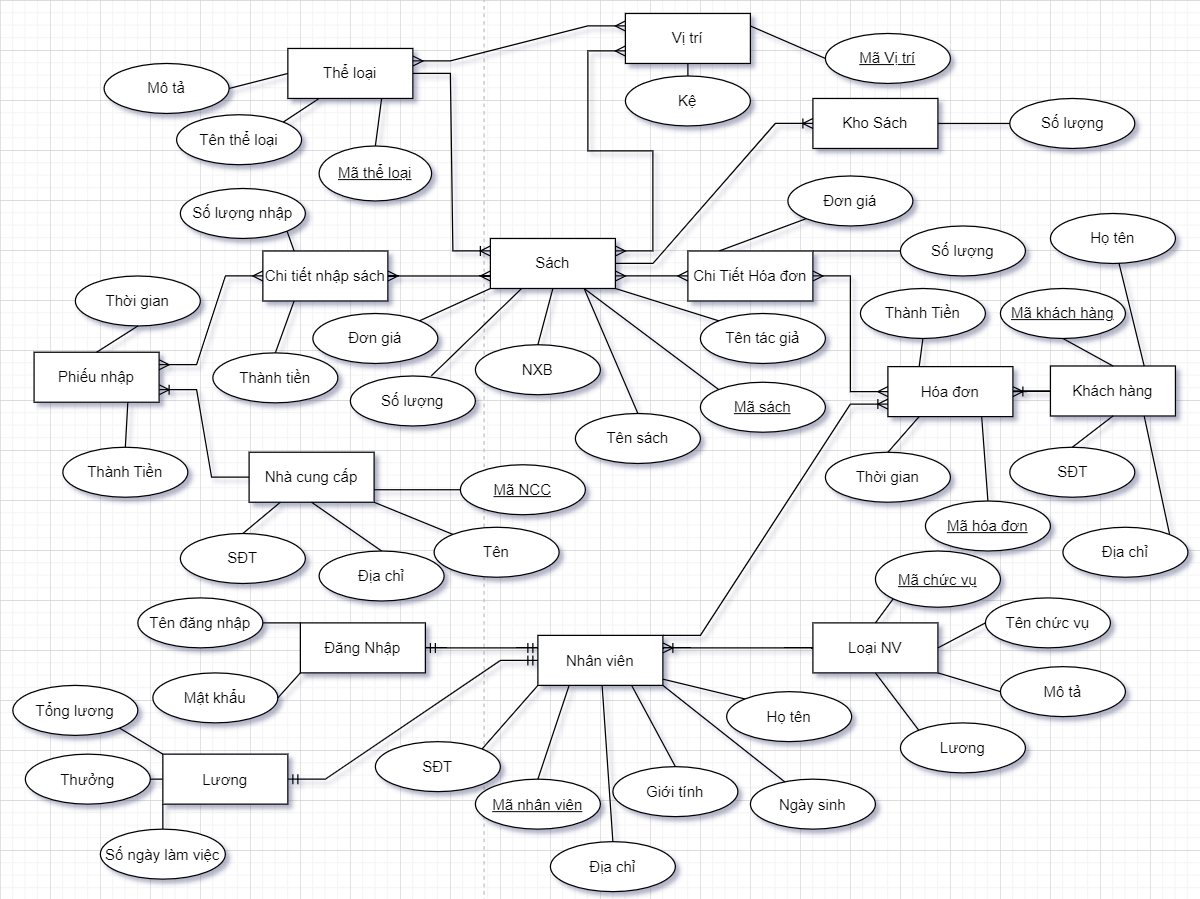 Vị trí
Mã Vị trí
Thể loại
Mô tả
Kệ
Kho Sách
Số lượng
Tên thể loại
Mã thể loại
Đơn giá
Số lượng nhập
Họ tên
Số lượng
Sách
Chi tiết nhập sách
Chi Tiết Hóa đơn
Thời gian
Thành Tiền
Mã khách hàng
Đơn giá
Tên tác giả
NXB
Phiếu nhập
Thành tiền
Hóa đơn
Khách hàng
Số lượng
Mã sách
Tên sách
Thành Tiền
Nhà cung cấp
Mã NCC
Thời gian
SĐT
Mã hóa đơn
SĐT
Địa chỉ
Tên
Địa chỉ
Mã chức vụ
Tên đăng nhập
Tên chức vụ
Đăng Nhập
Nhân viên
Loại NV
Mô tả
Mật khẩu
Tổng lương
Họ tên
Lương
SĐT
Thưởng
Lương
Giới tính
Mã nhân viên
Ngày sinh
Số ngày làm việc
Địa chỉ